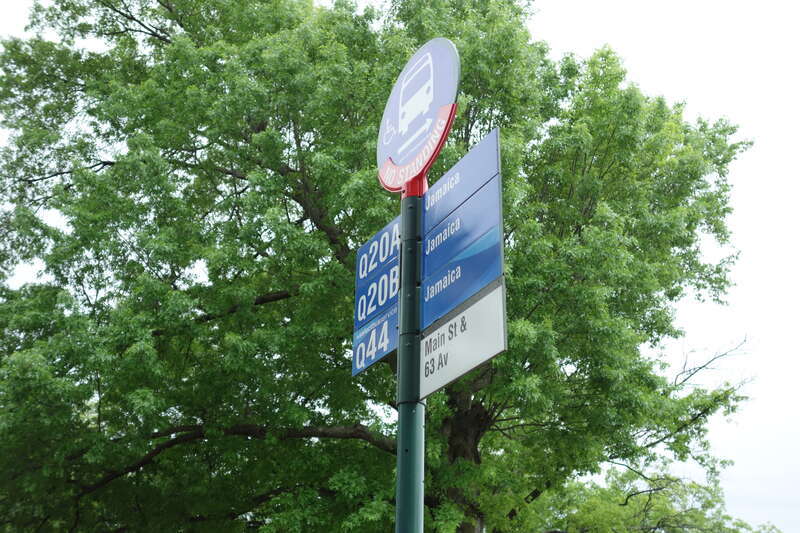 NO STANDING
Q20A Jamaica
Q20B Jamaica
Q44 Jamaica
Main St &
63 Av